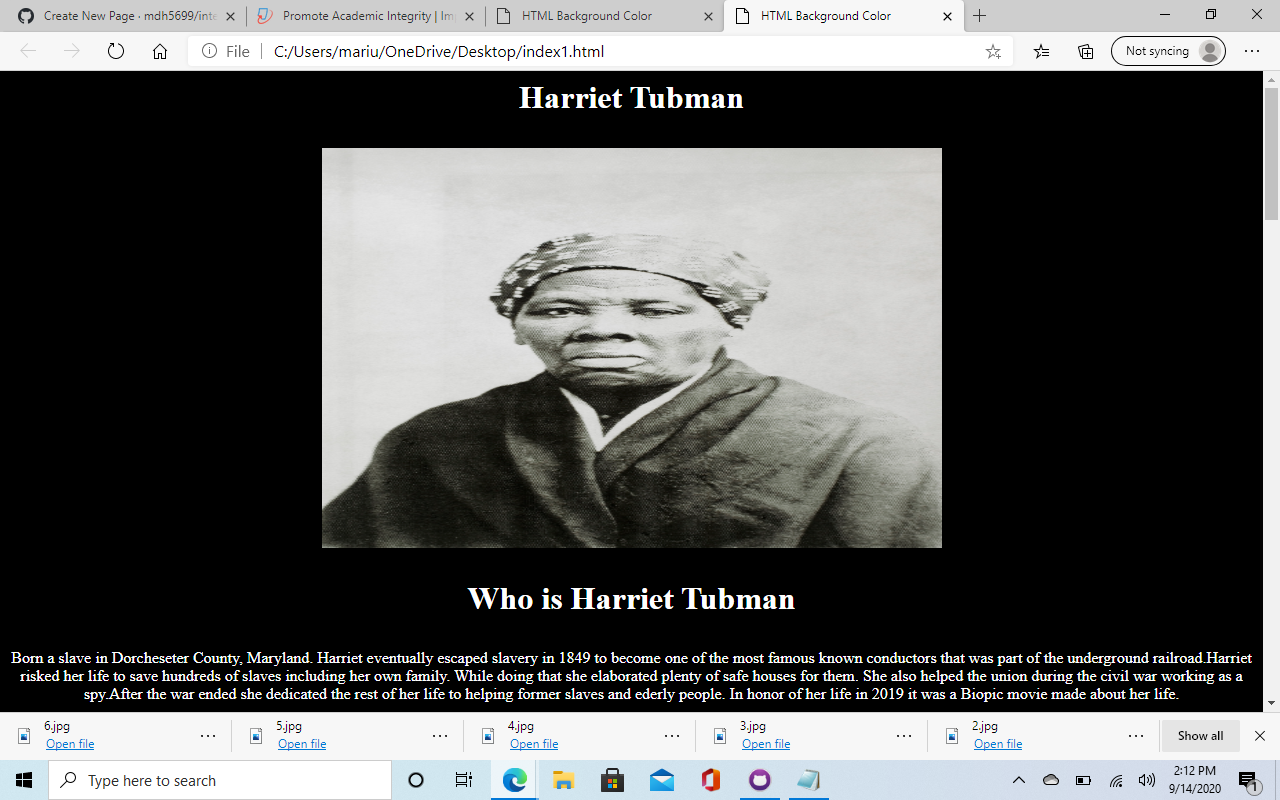 Create New Page · mdh5699/inte
Promote Academic Integrity | Im
HTML Background Color
HTML Background Color
File
C:/Users/mariu/OneDrive/Desktop/index1.html
Not syncing
Harriet Tubman
Who is Harriet Tubman
Born a slave in Dorcheseter County, Maryland. Harriet eventually escaped slavery in 1849 to become one of the most famous known conductors that was part of the underground railroad.Harriet
risked her life to save hundreds of slaves including her own family. While doing that she elaborated plenty of safe houses for them. She also helped the union during the civil war working as a
spy.After the war ended she dedicated the rest of her life to helping former slaves and ederly people. In honor of her life in 2019 it was a Biopic movie made about her life.
6.jpg
Open file
5.jpg
Open file
4.jpg
Open file
3.jpg
Open file
2.jpg
Open file
Show all
Type here to search
2:12 PM
9/14/2020
1